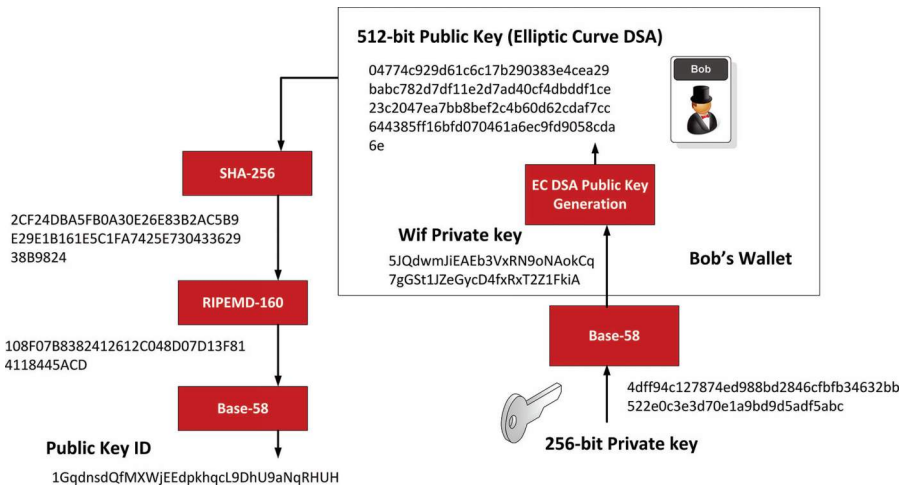 512-bit Public Key (Elliptic Curve DSA)
04774c929d61c6c17b290383e4cea29
babc782d7df11e2d7ad40cf4dbddf1ce
23c2047ea7bb8bef2c4b60d62cdaf7cc
644385ff16bfd070461a6ec9fd9058cda
6e
Bob
SHA-256
EC DSA Public Key
Generation
2CF24DBA5FB0A30E26E83B2AC5B9
E29E1B161E5C1FA7425E730433629
38B9824
Wif Private key
5JQdwmJiEAEb3VxRN9oNAokCq
7gGSt1JZeGycD4fxRxT2Z1FkiA
Bob's Wallet
RIPEMD-160
Base-58
108F07B8382412612C048D07D13F81
4118445ACD
4dff94c127874ed988bd2846cfbfb34632bb
522e0c3e3d70e1a9bd9d5adf5abc
Base-58
256-bit Private key
Public Key ID
1GqdnsdQfMXWjEEdpkhqcL9DhU9aNqRHUH